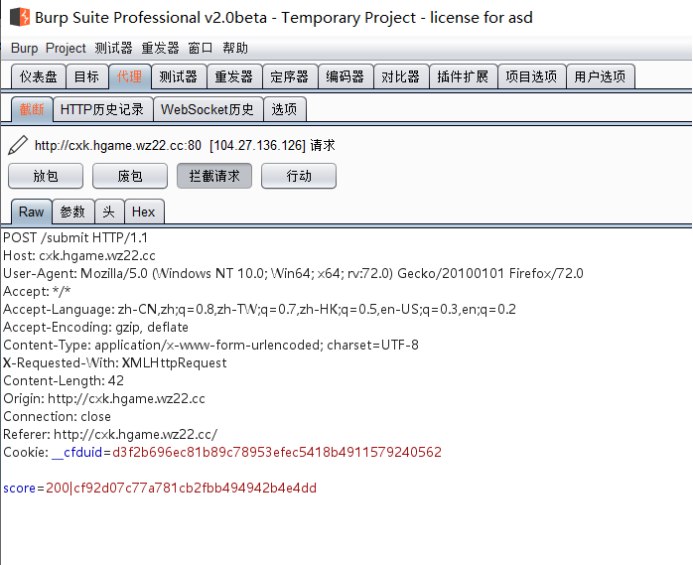 Burp Suite Professional v2.0beta - Temporary Project - license for asd
Burp Project 测试器 重发器 窗口 帮助
仪表盘 目标 代理 测试器 重发器 定序器 编码器 对比器 插件扩展 项目选项 用户选项
截断 HTTP历史记录 WebSocket历史 选项
http://cxk.hgame.wz22.cc:80 [104.27.136.126] 请求
放包 废包 拦截请求 行动
Raw 参数 头 Hex
POST /submit HTTP/1.1
Host: cxk.hgame.wz22.cc
User-Agent: Mozilla/5.0 (Windows NT 10.0; Win64; x64; rv:72.0) Gecko/20100101 Firefox/72.0
Accept: */*
Accept-Language: zh-CN,zh;q=0.8,zh-TW;q=0.7,zh-HK;q=0.5,en-US;q=0.3,en;q=0.2
Accept-Encoding: gzip, deflate
Content-Type: application/x-www-form-urlencoded; charset=UTF-8
X-Requested-With: XMLHttpRequest
Content-Length: 42
Origin: http://cxk.hgame.wz22.cc
Connection: close
Referer: http://cxk.hgame.wz22.cc/
Cookie: __cfduid=d3f2b696ec81b89c78953efec5418b4911579240562
score=200|cf92d07c77a781cb2fbb494942b4e4dd